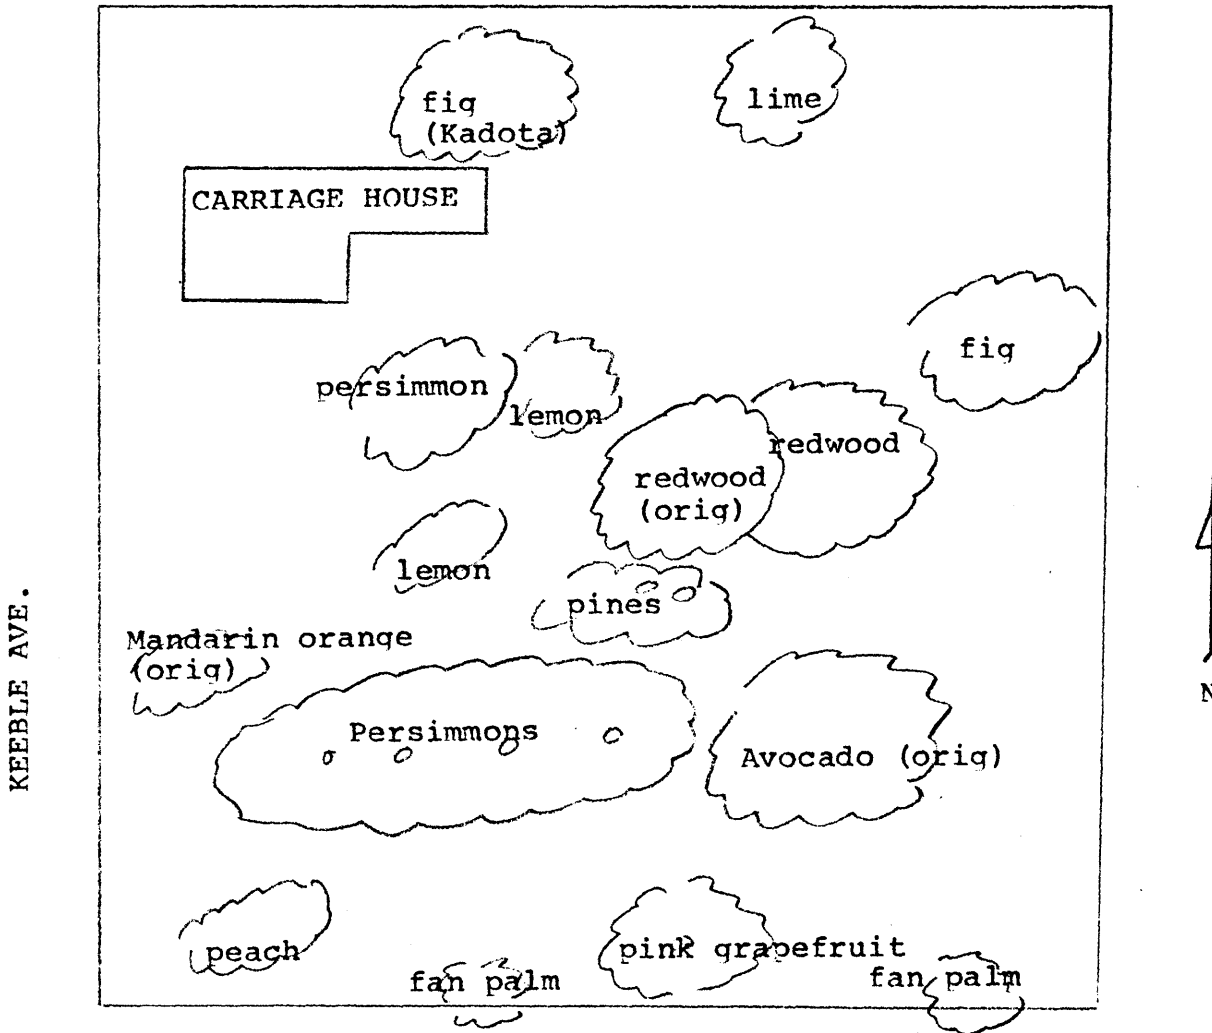 fig
(Kadota)
lime
CARRIAGE HOUSE
fig
persimmon
lemon
redwood
redwood
(orig)
lemon
pines
KEEBLE AVE.
Mandarin orange
(orig)
N
Persimmons
Avocado (orig)
peach
pink grapefruit
fan palm
fan palm